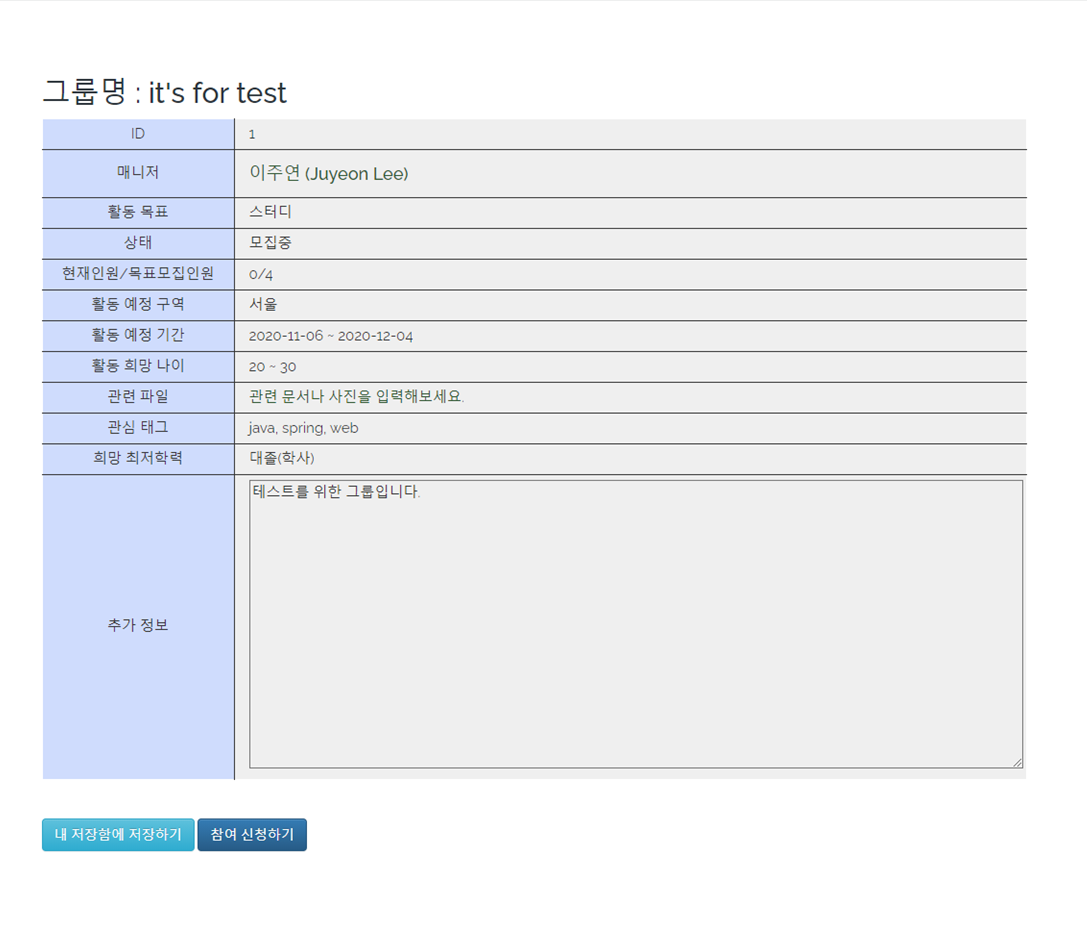 그룹명 : it's for test
ID 1
매니저 이주연 (Juyeon Lee)
활동 목표 스터디
상태 모집중
현재인원/목표모집인원 0/4
활동 예정 구역 서울
활동 예정 기간 2020-11-06 ~ 2020-12-04
활동 희망 나이 20 ~ 30
관련 파일 관련 문서나 사진을 입력해보세요.
관심 태그 java, spring, web
희망 최저학력 대졸(학사)
테스트를 위한 그룹입니다.
추가 정보
내 저장함에 저장하기 참여 신청하기